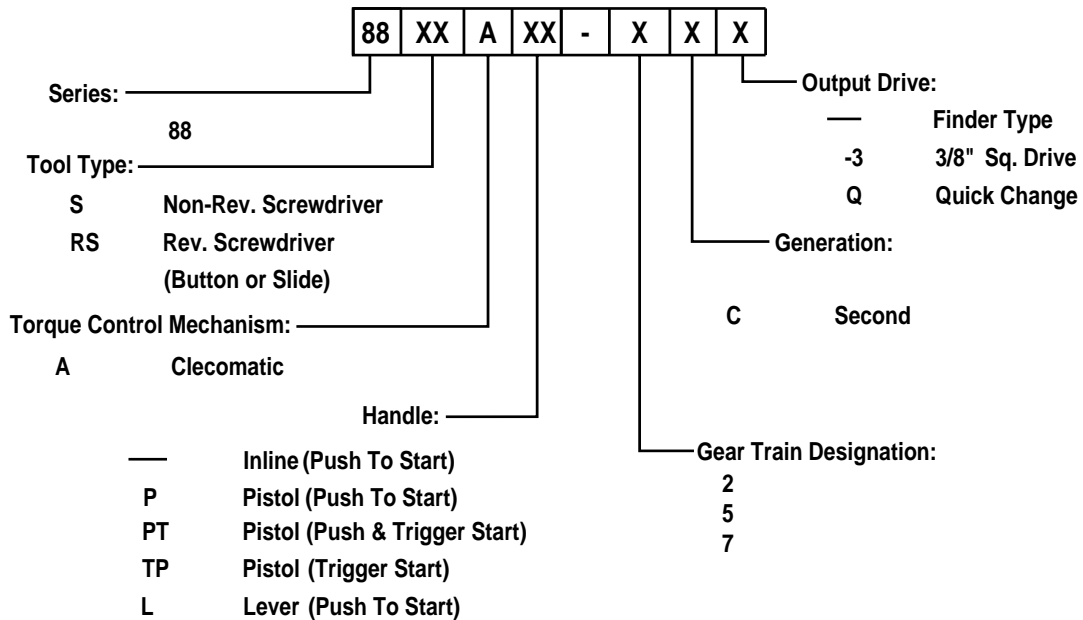 88 XX A XX - X X X
Series:
88
Tool Type:
S Non-Rev. Screwdriver
RS Rev. Screwdriver
(Button or Slide)
Torque Control Mechanism:
A Clecomatic
Handle:
— Inline (Push To Start)
P Pistol (Push To Start)
PT Pistol (Push & Trigger Start)
TP Pistol (Trigger Start)
L Lever (Push To Start)
Output Drive:
— Finder Type
-3 3/8" Sq. Drive
Q Quick Change
Generation:
C Second
Gear Train Designation:
2
5
7